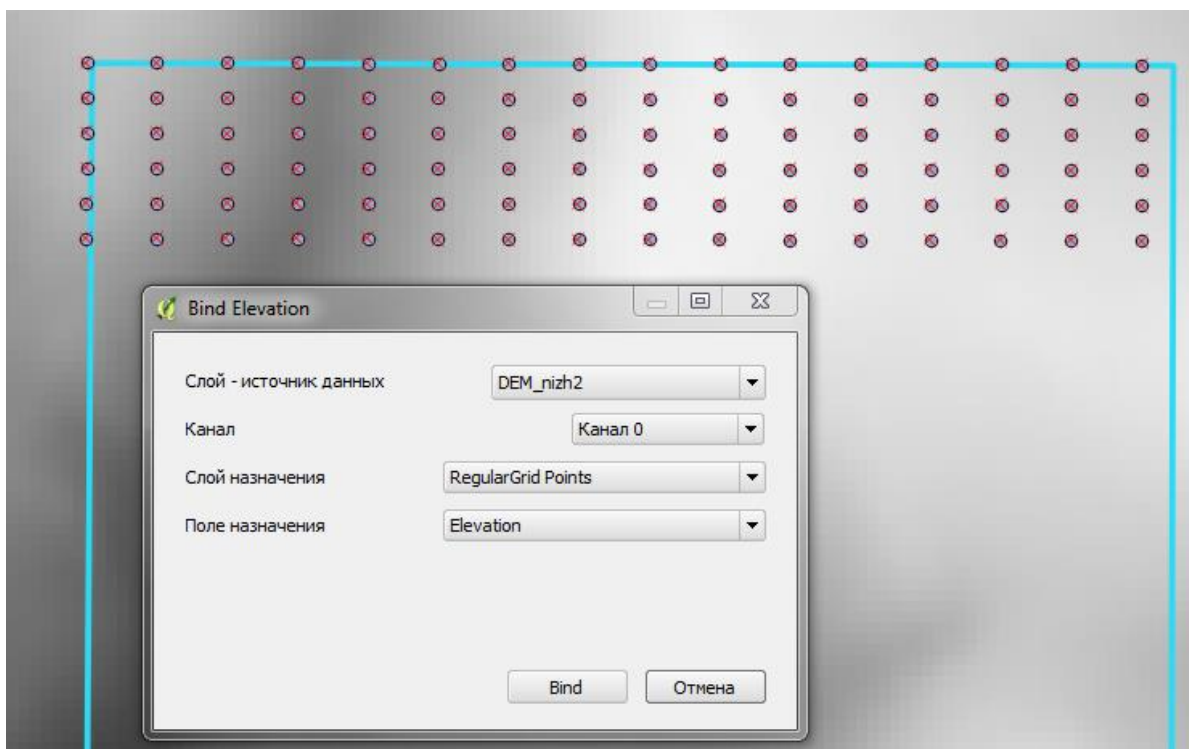 Bind Elevation
Слой - источник данных DEM_nizh2
Канал Канал 0
Слой назначения RegularGrid Points
Поле назначения Elevation
Bind Отмена